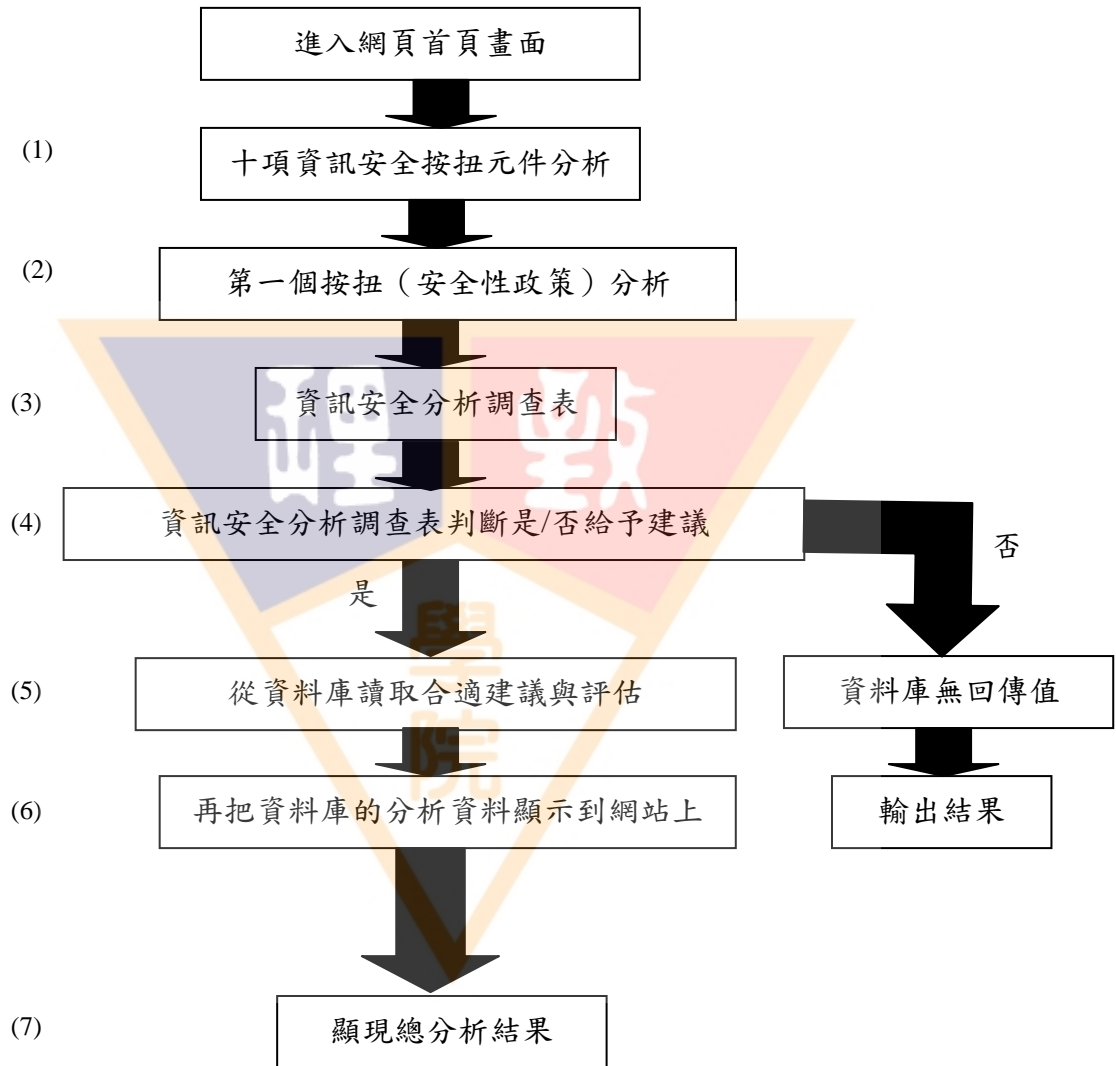 進入網頁首頁畫面
(1)
十項資訊安全按扭元件分析
(2)
第一個按扭（安全性政策）分析
(3)
資訊安全分析調查表
(4)
資訊安全分析調查表判斷是/否給予建議
否
是
(5)
從資料庫讀取合適建議與評估
資料庫無回傳值
(6)
再把資料庫的分析資料顯示到網站上
輸出結果
(7)
顯現總分析結果
理
致
學
院